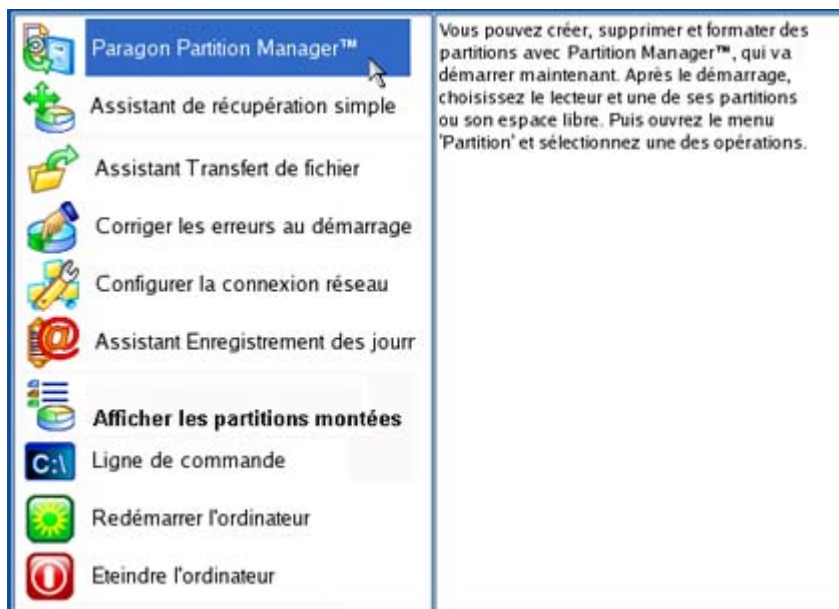 Paragon Partition Manager™
Assistant de récupération simple
Assistant Transfert de fichier
Corriger les erreurs au démarrage
Configurer la connexion réseau
Assistant Enregistrement des jourr
Afficher les partitions montées
C:\ Ligne de commande
Redémarrer l'ordinateur
Eteindre l'ordinateur
Vous pouvez créer, supprimer et formater des
partitions avec Partition Manager™, qui va
démarrer maintenant. Après le démarrage,
choisissez le lecteur et une de ses partitions
ou son espace libre. Puis ouvrez le menu
'Partition' et sélectionnez une des opérations.